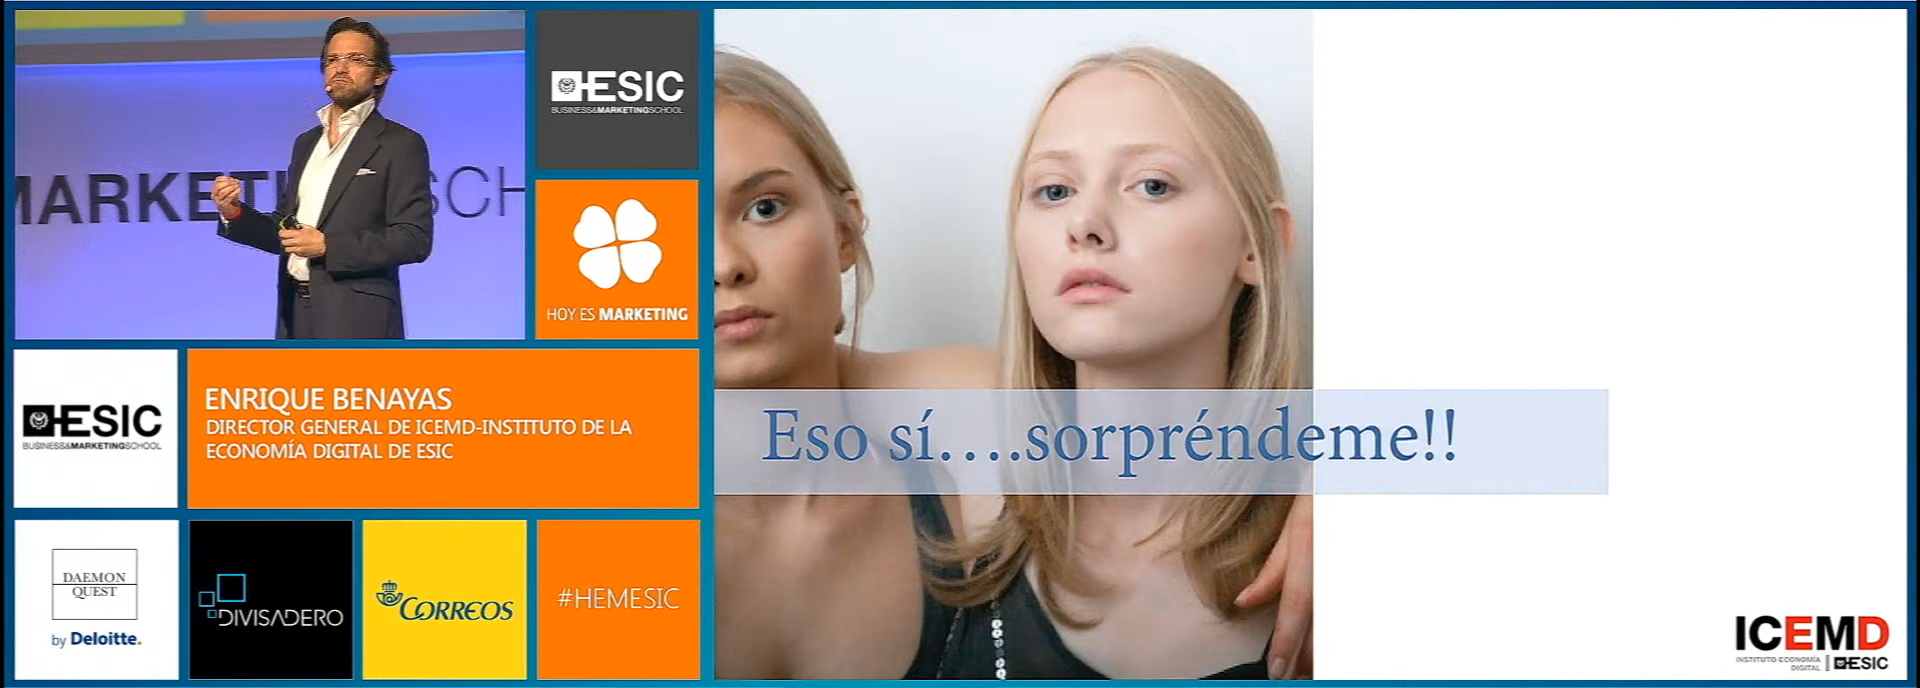 MARKETI SCH
ESIC
BUSINESS&MARKETINGSCHOOL
HOY ES MARKETING
ESIC
BUSINESS&MARKETINGSCHOOL
ENRIQUE BENAYAS
DIRECTOR GENERAL DE ICEMD-INSTITUTO DE LA
ECONOMÍA DIGITAL DE ESIC
DAEMON
QUEST
by Deloitte.
DIVISADERO
CORREOS
#HEMESIC
Eso sí....sorpréndeme!!
ICEMD
INSTITUTO ECONOMÍA
DIGITAL
ESIC